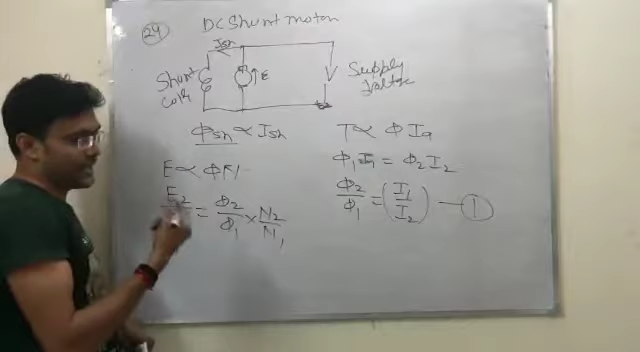 24
DC Shunt motor
Ish
Shunt
coil
E
Supply
V
Φsh ∝ Ish
T ∝ Φ Ia
E ∝ ΦN
Φ1 I1 = Φ2 I2
E2 = Φ2/Φ1 × N2/N1
Φ2/Φ1 = (I1/I2) — 1